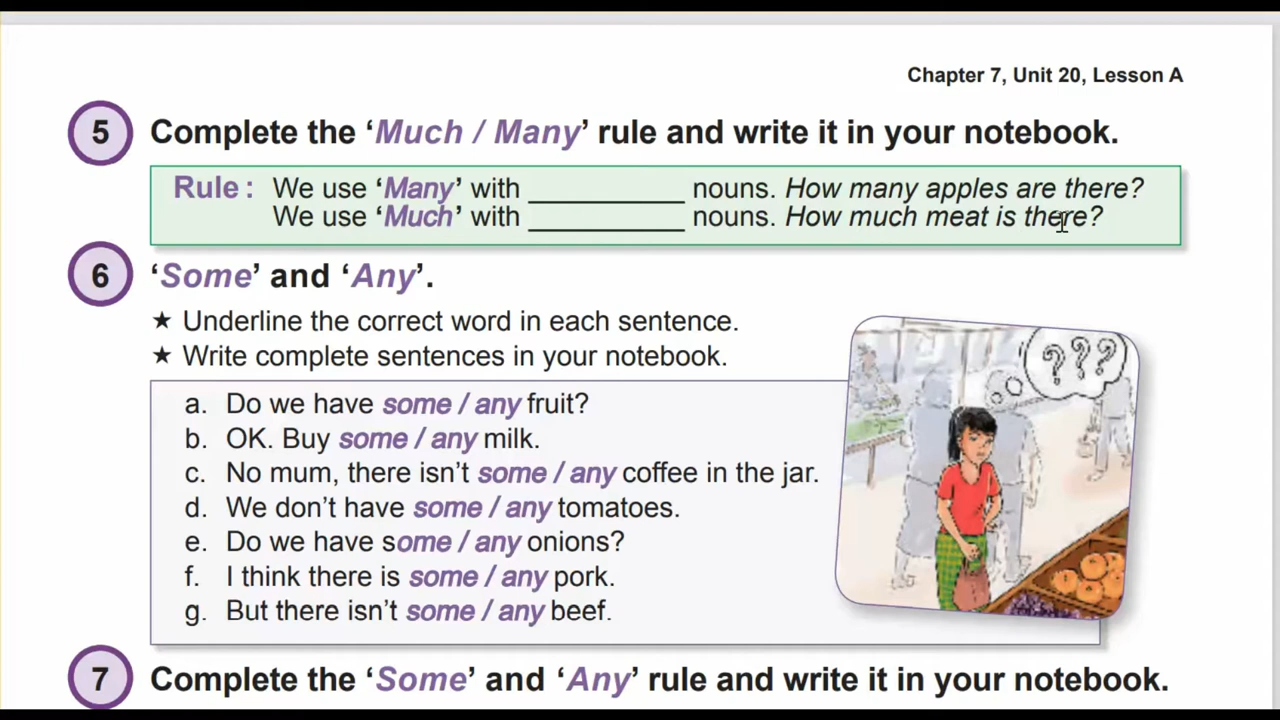 Chapter 7, Unit 20, Lesson A
5 Complete the ‘Much / Many’ rule and write it in your notebook.
Rule : We use ‘Many’ with __________ nouns. How many apples are there?
We use ‘Much’ with __________ nouns. How much meat is there?
6 ‘Some’ and ‘Any’.
★ Underline the correct word in each sentence.
★ Write complete sentences in your notebook.
???
a. Do we have some / any fruit?
b. OK. Buy some / any milk.
c. No mum, there isn’t some / any coffee in the jar.
d. We don’t have some / any tomatoes.
e. Do we have some / any onions?
f. I think there is some / any pork.
g. But there isn’t some / any beef.
7 Complete the ‘Some’ and ‘Any’ rule and write it in your notebook.